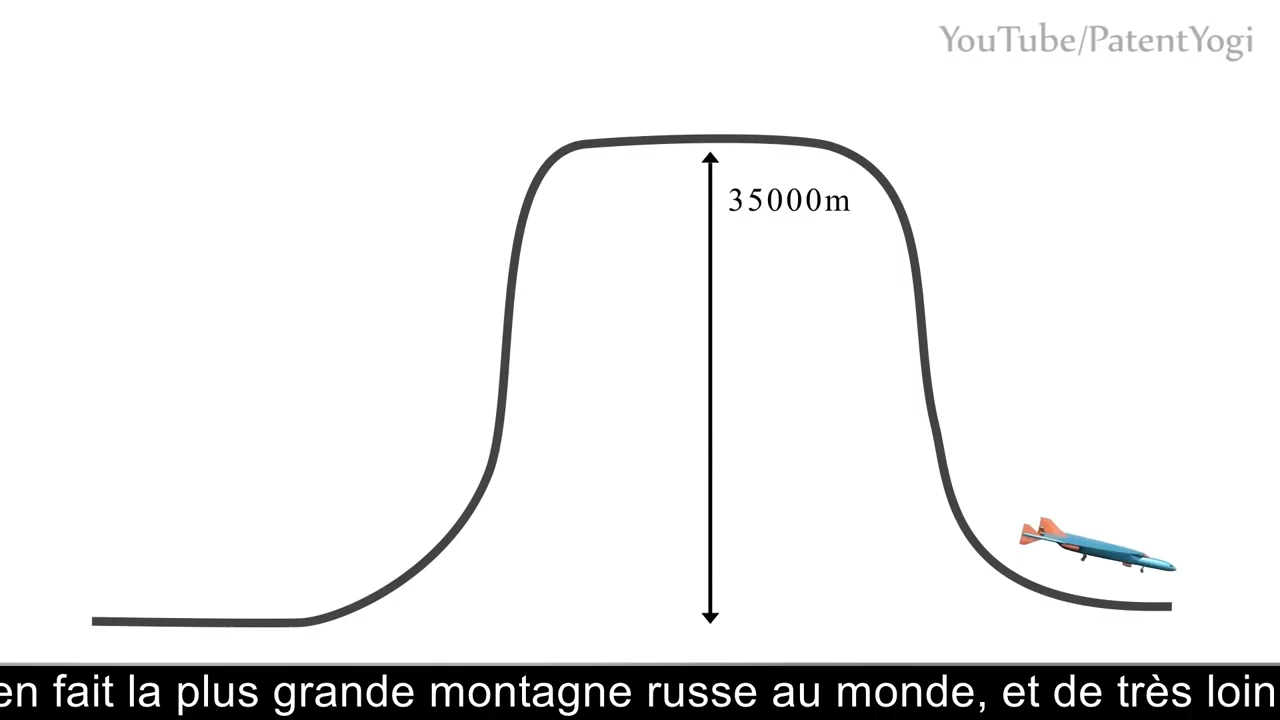 YouTube/PatentYogi
35000m
en fait la plus grande montagne russe au monde, et de très loin